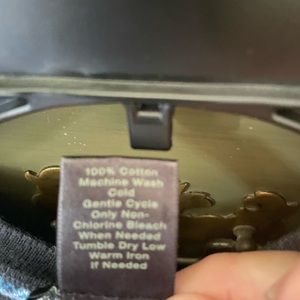 100% Cotton
Machine Wash
Cold
Gentle Cycle
Only Non-
Chlorine Bleach
When Needed
Tumble Dry Low
Warm Iron
If Needed